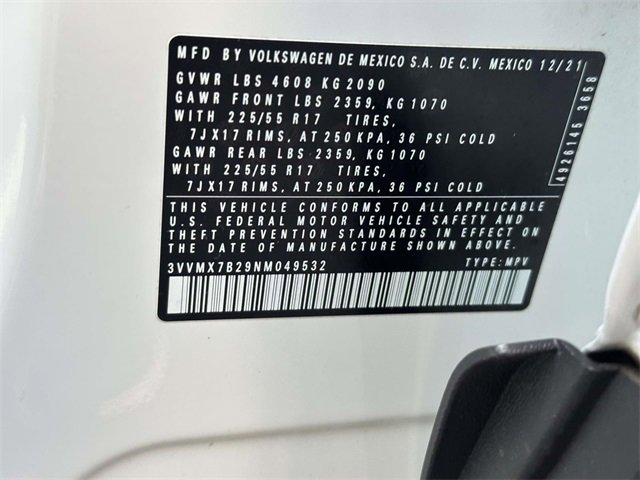 MFD BY VOLKSWAGEN DE MEXICO S.A. DE C.V. MEXICO 12/21
GVWR LBS 4608 KG 2090
GAWR FRONT LBS 2359, KG 1070
WITH 225/55 R17 TIRES,
7JX17 RIMS, AT 250 KPA, 36 PSI COLD
GAWR REAR LBS 2359, KG 1070
WITH 225/55 R17 TIRES,
7JX17 RIMS, AT 250 KPA, 36 PSI COLD
THIS VEHICLE CONFORMS TO ALL APPLICABLE
U.S. FEDERAL MOTOR VEHICLE SAFETY AND
THEFT PREVENTION STANDARDS IN EFFECT ON
THE DATE OF MANUFACTURE SHOWN ABOVE.
3VVMX7B29NM049532 TYPE: MPV
4926145 3658